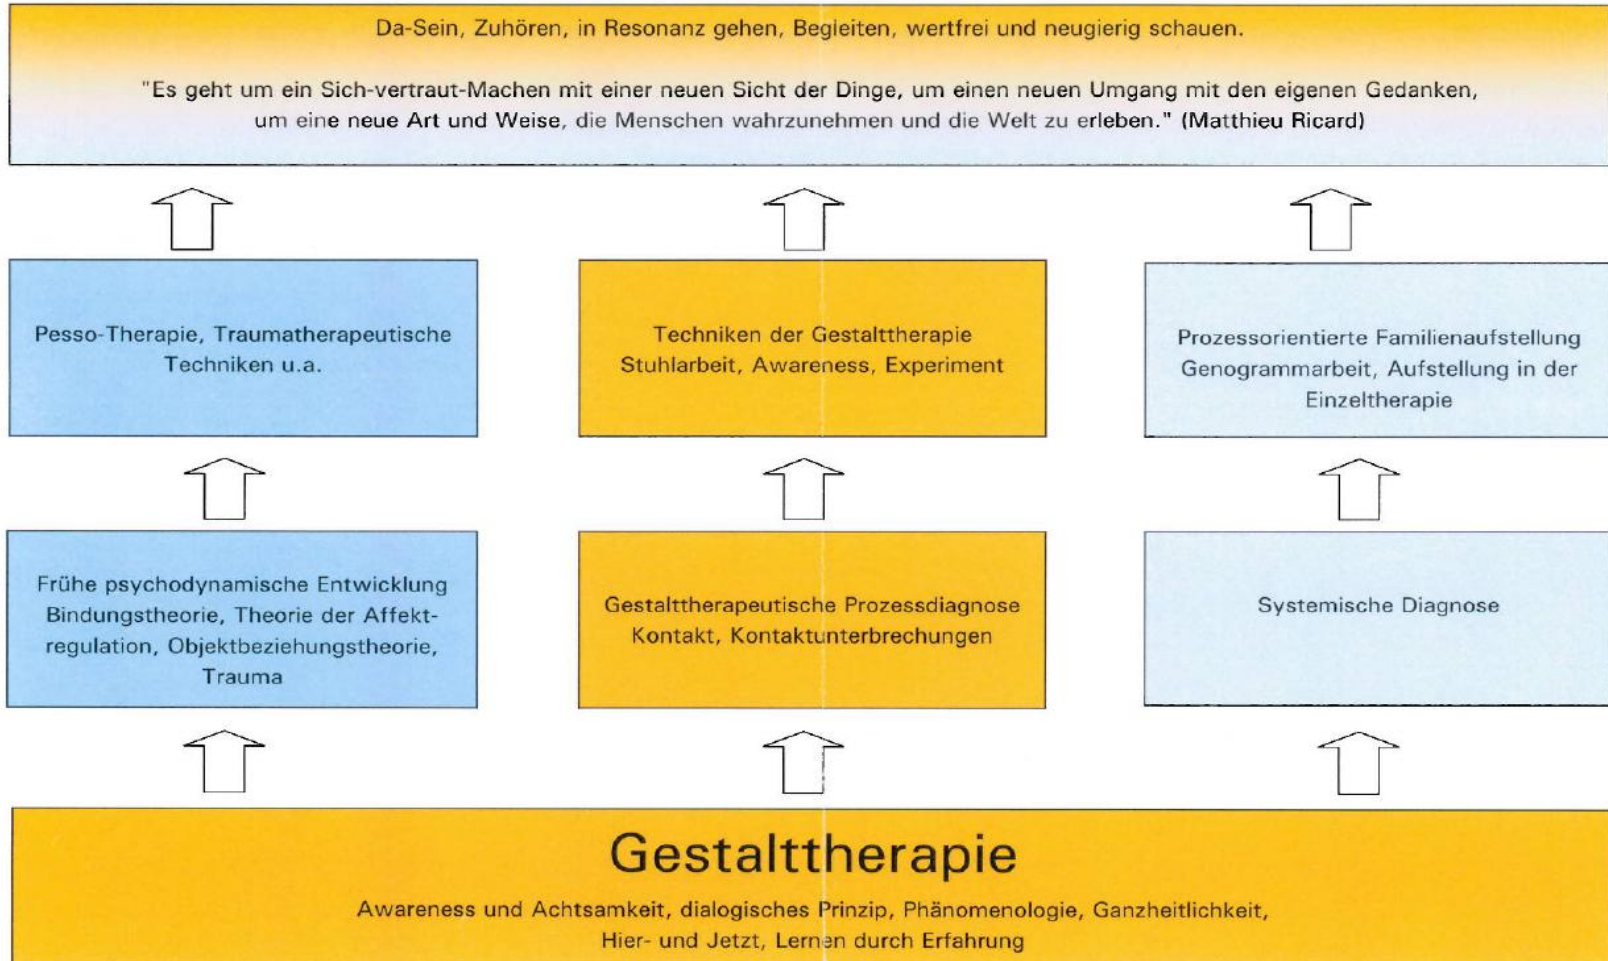 Da-Sein, Zuhören, in Resonanz gehen, Begleiten, wertfrei und neugierig schauen.
"Es geht um ein Sich-vertraut-Machen mit einer neuen Sicht der Dinge, um einen neuen Umgang mit den eigenen Gedanken,
um eine neue Art und Weise, die Menschen wahrzunehmen und die Welt zu erleben." (Matthieu Ricard)
Pesso-Therapie, Traumatherapeutische
Techniken u.a.
Techniken der Gestalttherapie
Stuhlarbeit, Awareness, Experiment
Prozessorientierte Familienaufstellung
Genogrammarbeit, Aufstellung in der
Einzeltherapie
Frühe psychodynamische Entwicklung
Bindungstheorie, Theorie der Affekt-
regulation, Objektbeziehungstheorie,
Trauma
Gestalttherapeutische Prozessdiagnose
Kontakt, Kontaktunterbrechungen
Systemische Diagnose
Gestalttherapie
Awareness und Achtsamkeit, dialogisches Prinzip, Phänomenologie, Ganzheitlichkeit,
Hier- und Jetzt, Lernen durch Erfahrung